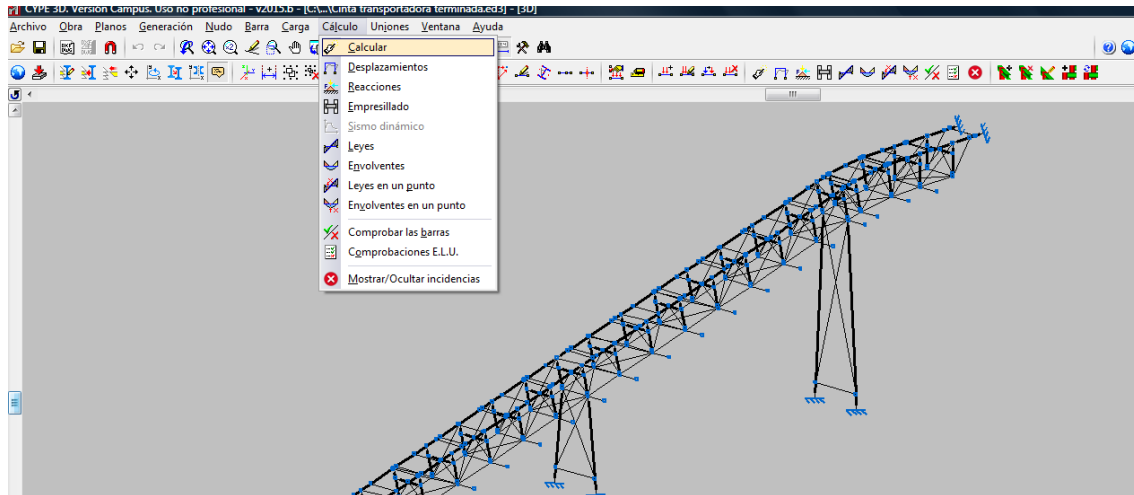 CYPE 3D. Versión Campus. Uso no profesional - v2015.b - [C:\...\Cinta transportadora terminada.ed3] - [3D]
Archivo Obra Planos Generación Nudo Barra Carga Cálculo Uniones Ventana Ayuda
Calcular
Desplazamientos
Reacciones
Empresillado
Sismo dinámico
Leyes
Envolventes
Leyes en un punto
Envolventes en un punto
Comprobar las barras
Comprobaciones E.L.U.
Mostrar/Ocultar incidencias